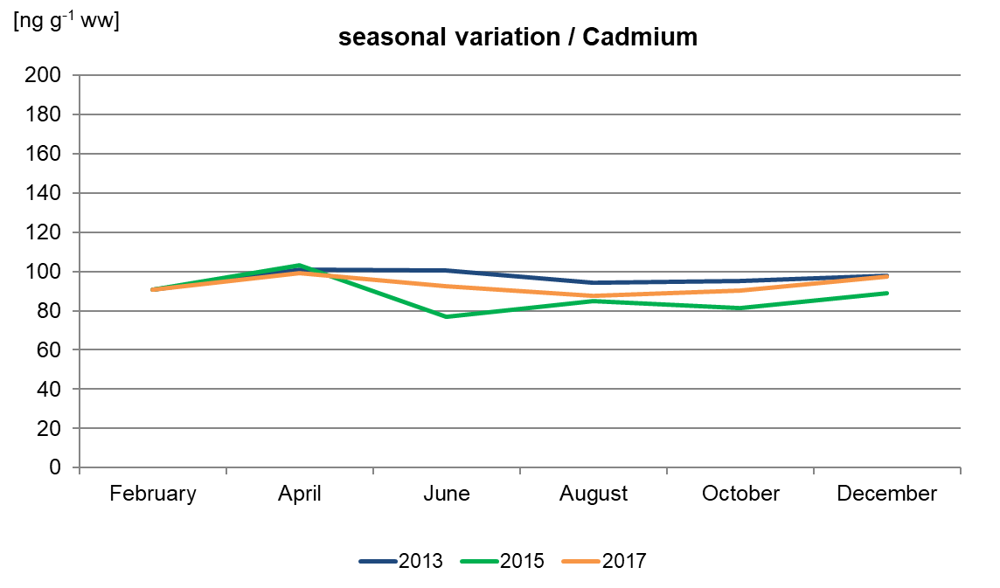 [ng g-1 ww]
seasonal variation / Cadmium
200
180
160
140
120
100
80
60
40
20
0
February April June August October December
2013 2015 2017